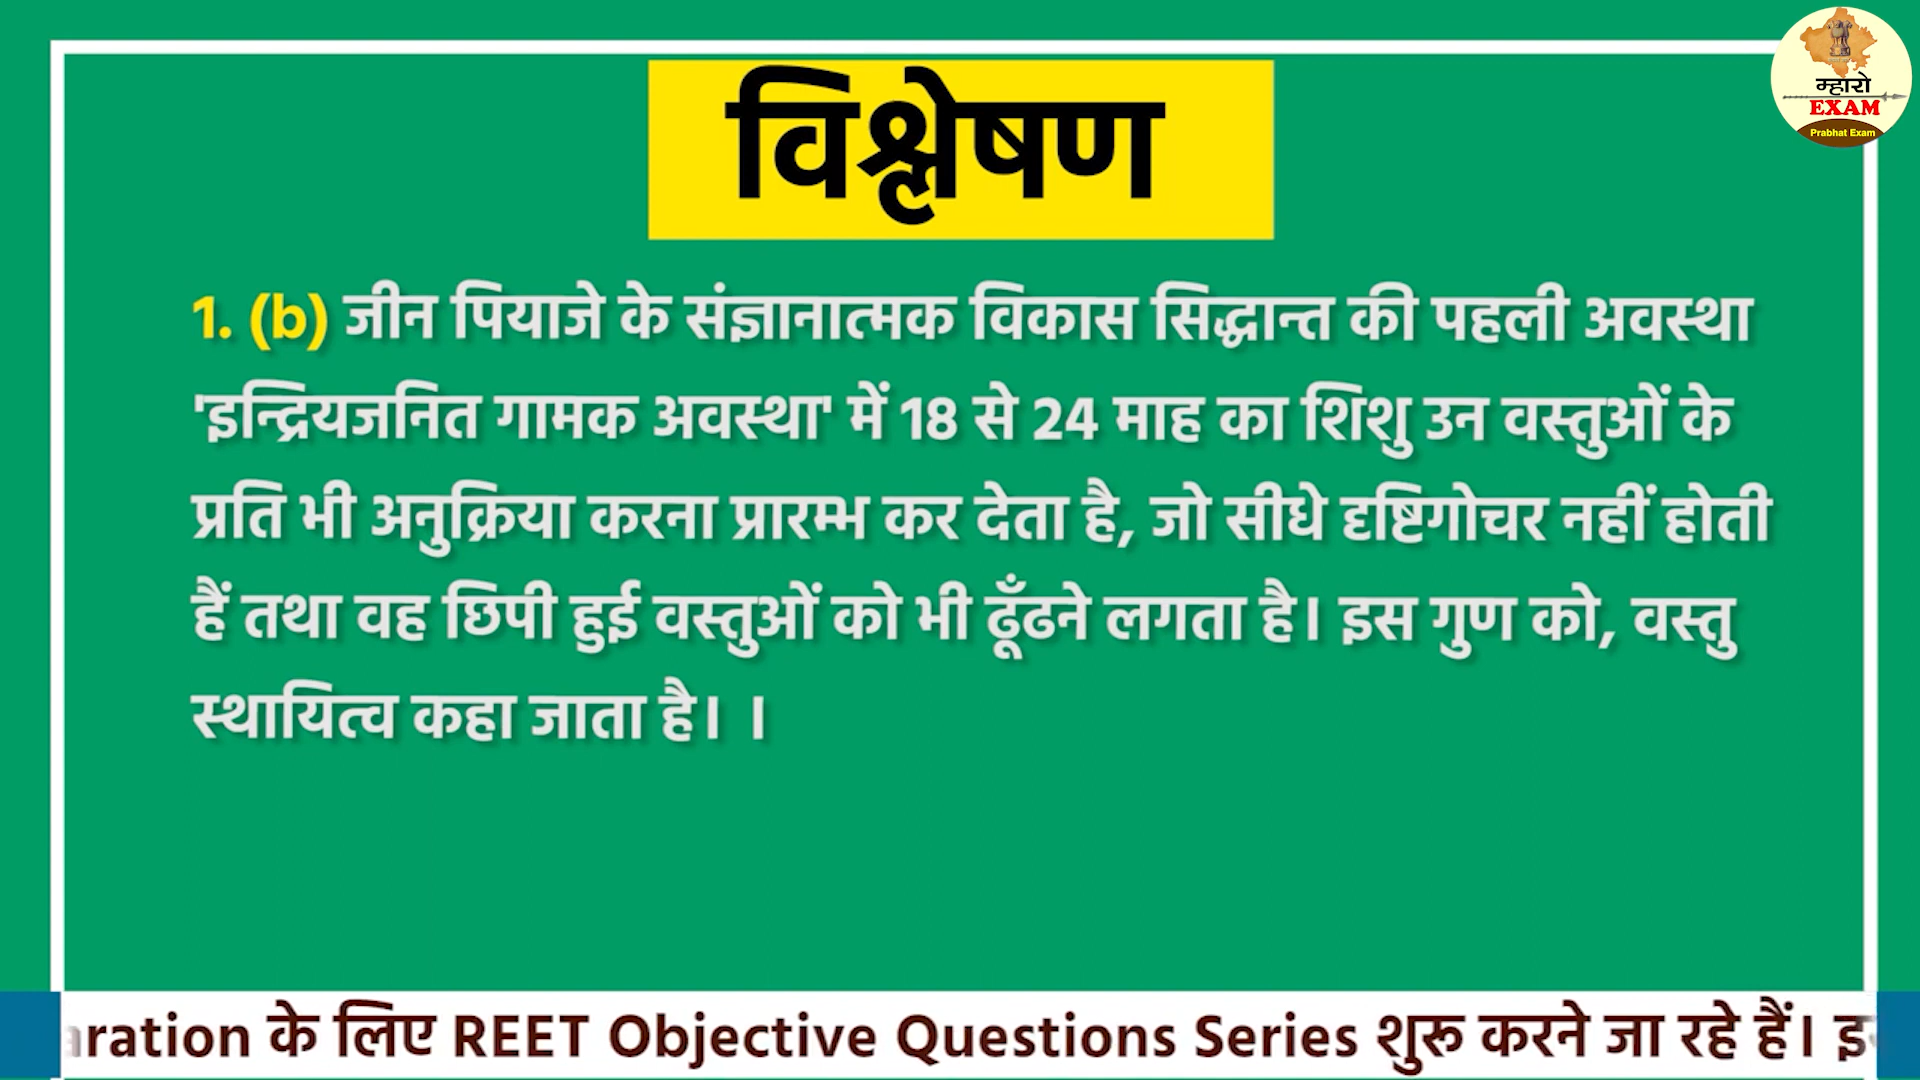 म्हारो
EXAM
Prabhat Exam
विश्लेषण
1. (b) जीन पियाजे के संज्ञानात्मक विकास सिद्धान्त की पहली अवस्था
'इन्द्रियजनित गामक अवस्था' में 18 से 24 माह का शिशु उन वस्तुओं के
प्रति भी अनुक्रिया करना प्रारम्भ कर देता है, जो सीधे दृष्टिगोचर नहीं होती
हैं तथा वह छिपी हुई वस्तुओं को भी ढूँढने लगता है। इस गुण को, वस्तु
स्थायित्व कहा जाता है। ।
aration के लिए REET Objective Questions Series शुरू करने जा रहे हैं। इ